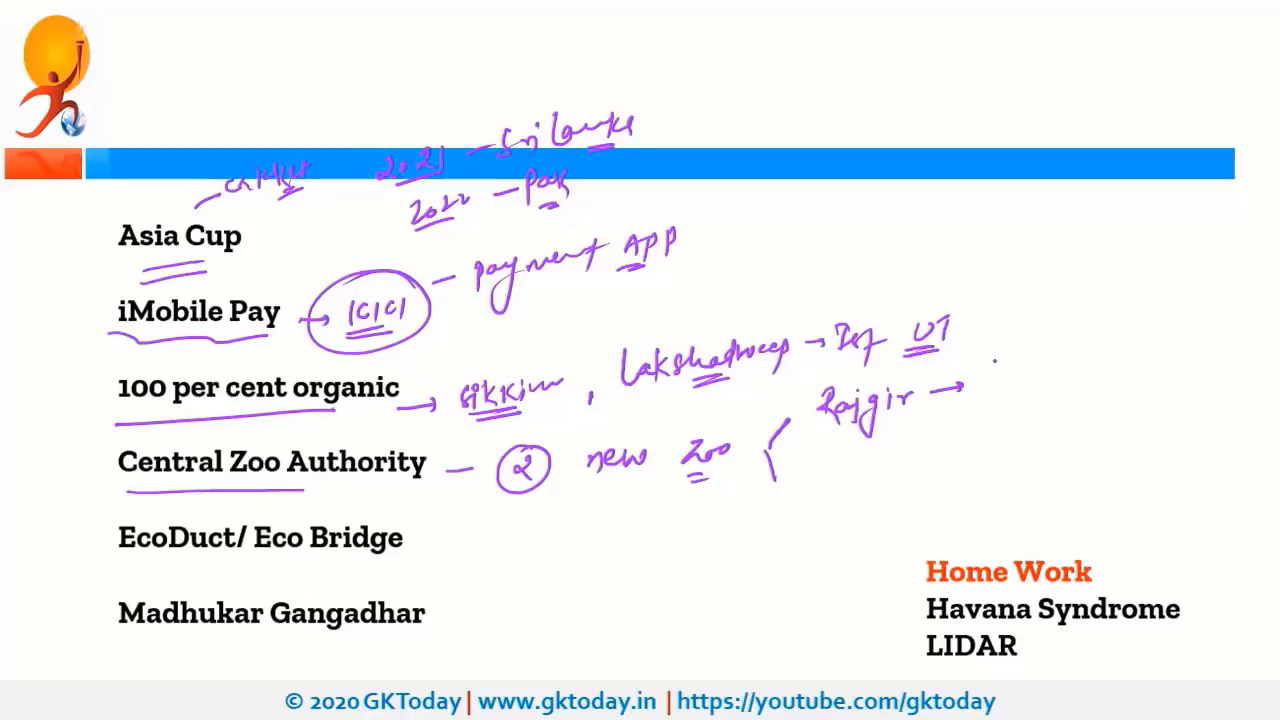 cricket 2021 - Sri Lanka
2022 - Pak
Asia Cup
iMobile Pay → ICICI - payment APP
100 per cent organic → Sikkim , Lakshadweep → 1st UT
Central Zoo Authority - 2 new Zoo { Rajgir →
EcoDuct/ Eco Bridge
Madhukar Gangadhar
Home Work
Havana Syndrome
LIDAR
© 2020 GKToday | www.gktoday.in | https://youtube.com/gktoday